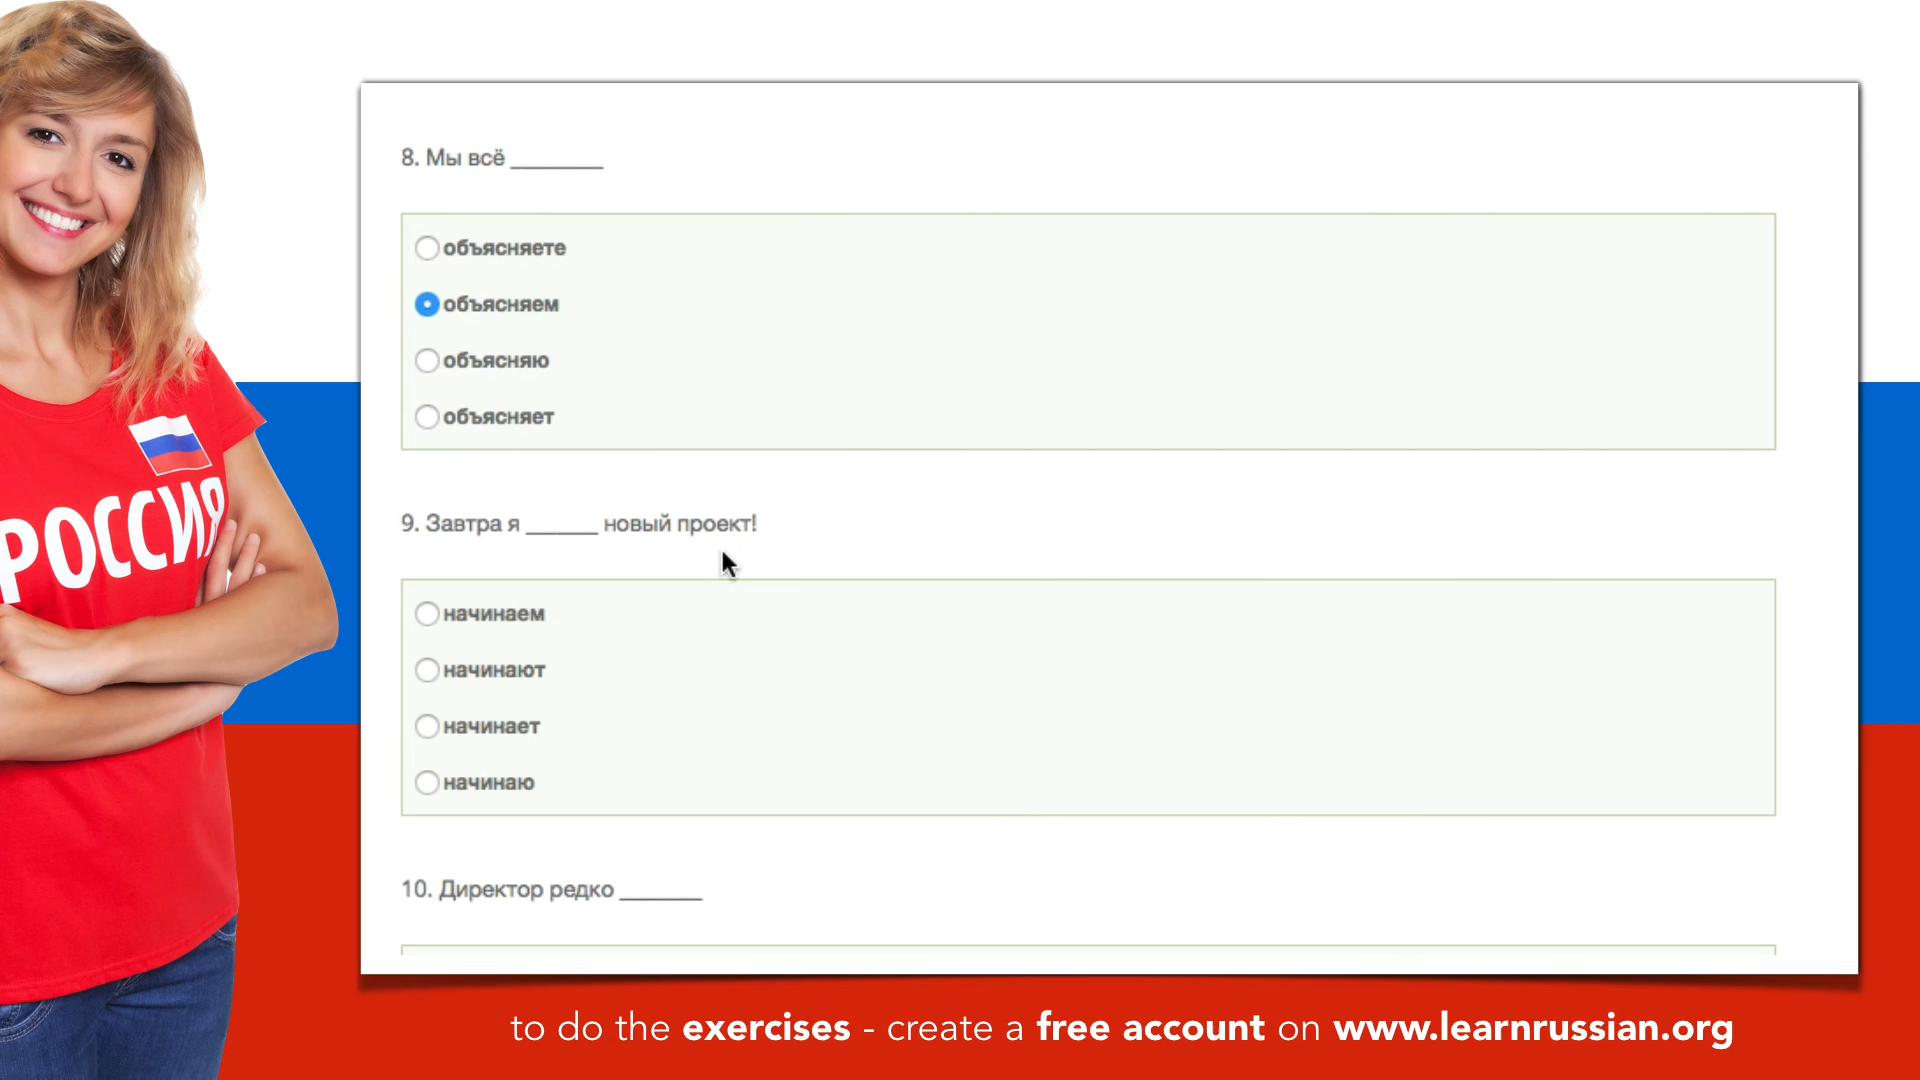 8. Мы всё ________
объясняете
объясняем
объясняю
объясняет
9. Завтра я ______ новый проект!
начинаем
начинают
начинает
начинаю
10. Директор редко _______
РОССИЯ
to do the exercises - create a free account on www.learnrussian.org